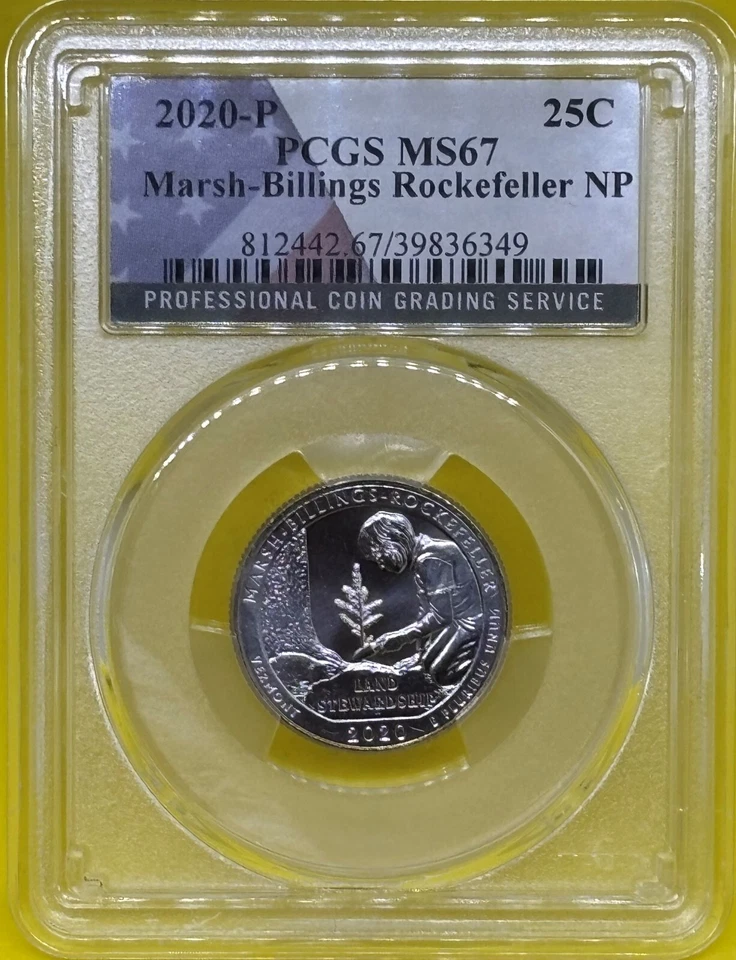 2020-P 25C
PCGS MS67
Marsh-Billings Rockefeller NP
812442.67/39836349
PROFESSIONAL COIN GRADING SERVICE
MARSH-BILLINGS-ROCKEFELLER
VERMONT
LAND
STEWARDSHIP
2020
E PLURIBUS UNUM